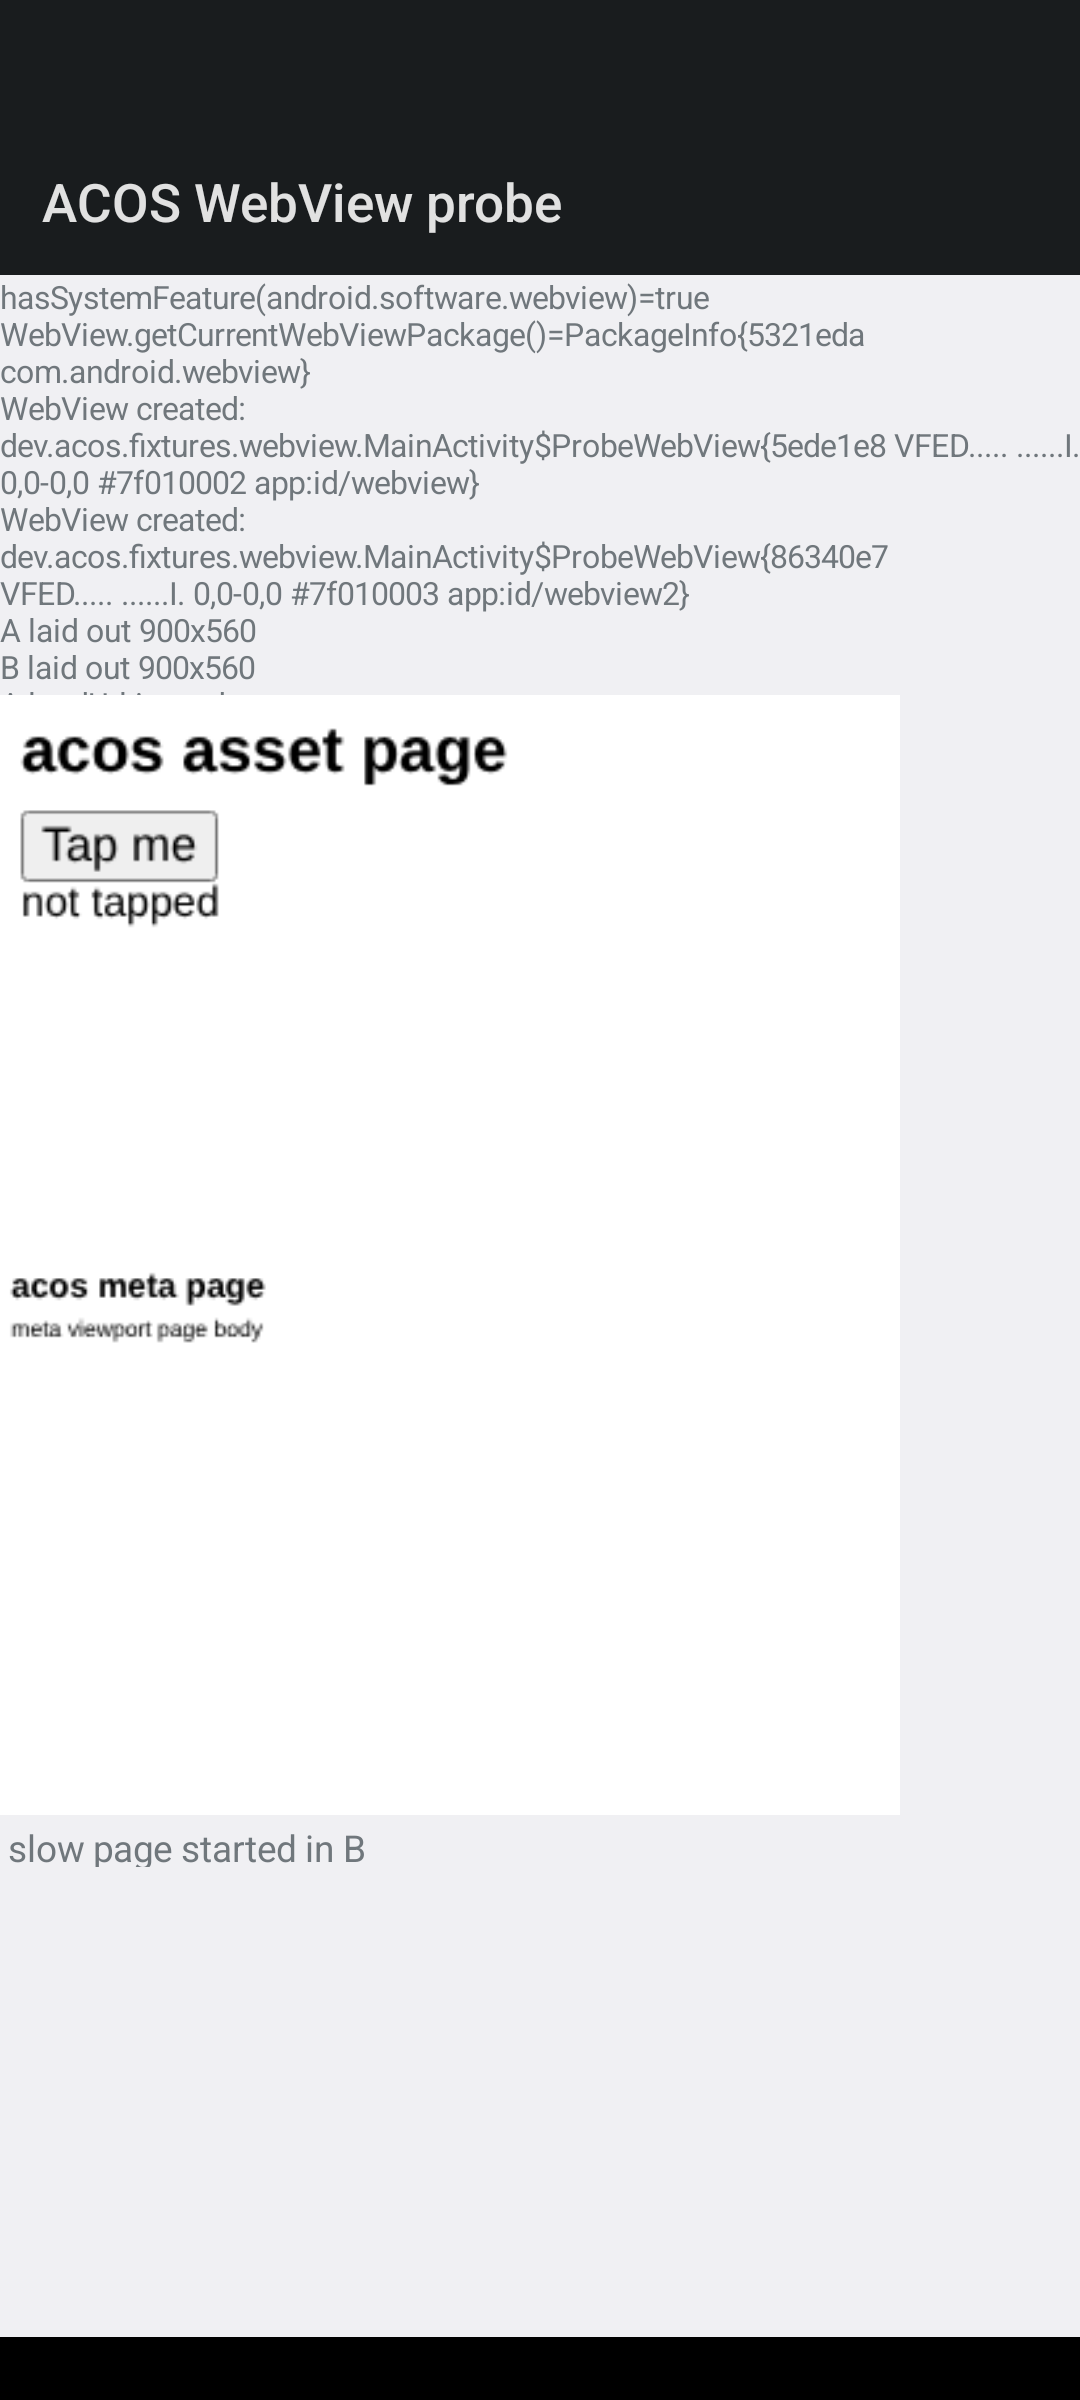 ACOS WebView probe
hasSystemFeature(android.software.webview)=true
WebView.getCurrentWebViewPackage()=PackageInfo{5321eda
com.android.webview}
WebView created:
dev.acos.fixtures.webview.MainActivity$ProbeWebView{5ede1e8 VFED..... ......I.
0,0-0,0 #7f010002 app:id/webview}
WebView created:
dev.acos.fixtures.webview.MainActivity$ProbeWebView{86340e7
VFED..... ......I. 0,0-0,0 #7f010003 app:id/webview2}
A laid out 900x560
B laid out 900x560
acos asset page
Tap me
not tapped
acos meta page
meta viewport page body
slow page started in B